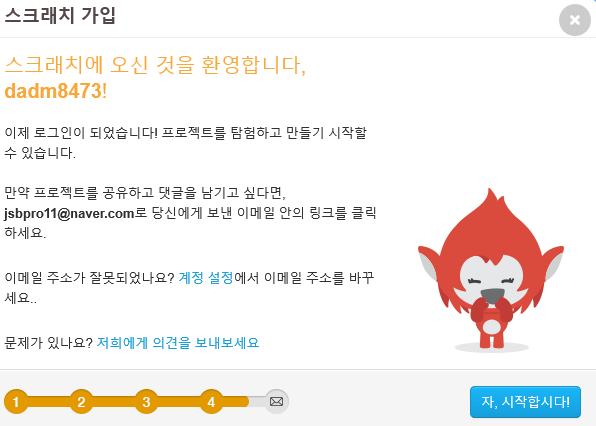 스크래치 가입
스크래치에 오신 것을 환영합니다,
dadm8473!
이제 로그인이 되었습니다! 프로젝트를 탐험하고 만들기 시작할
수 있습니다.
만약 프로젝트를 공유하고 댓글을 남기고 싶다면,
jsbpro11@naver.com로 당신에게 보낸 이메일 안의 링크를 클릭
하세요.
이메일 주소가 잘못되었나요? 계정 설정에서 이메일 주소를 바꾸
세요..
문제가 있나요? 저희에게 의견을 보내보세요
1 2 3 4
자, 시작합시다!